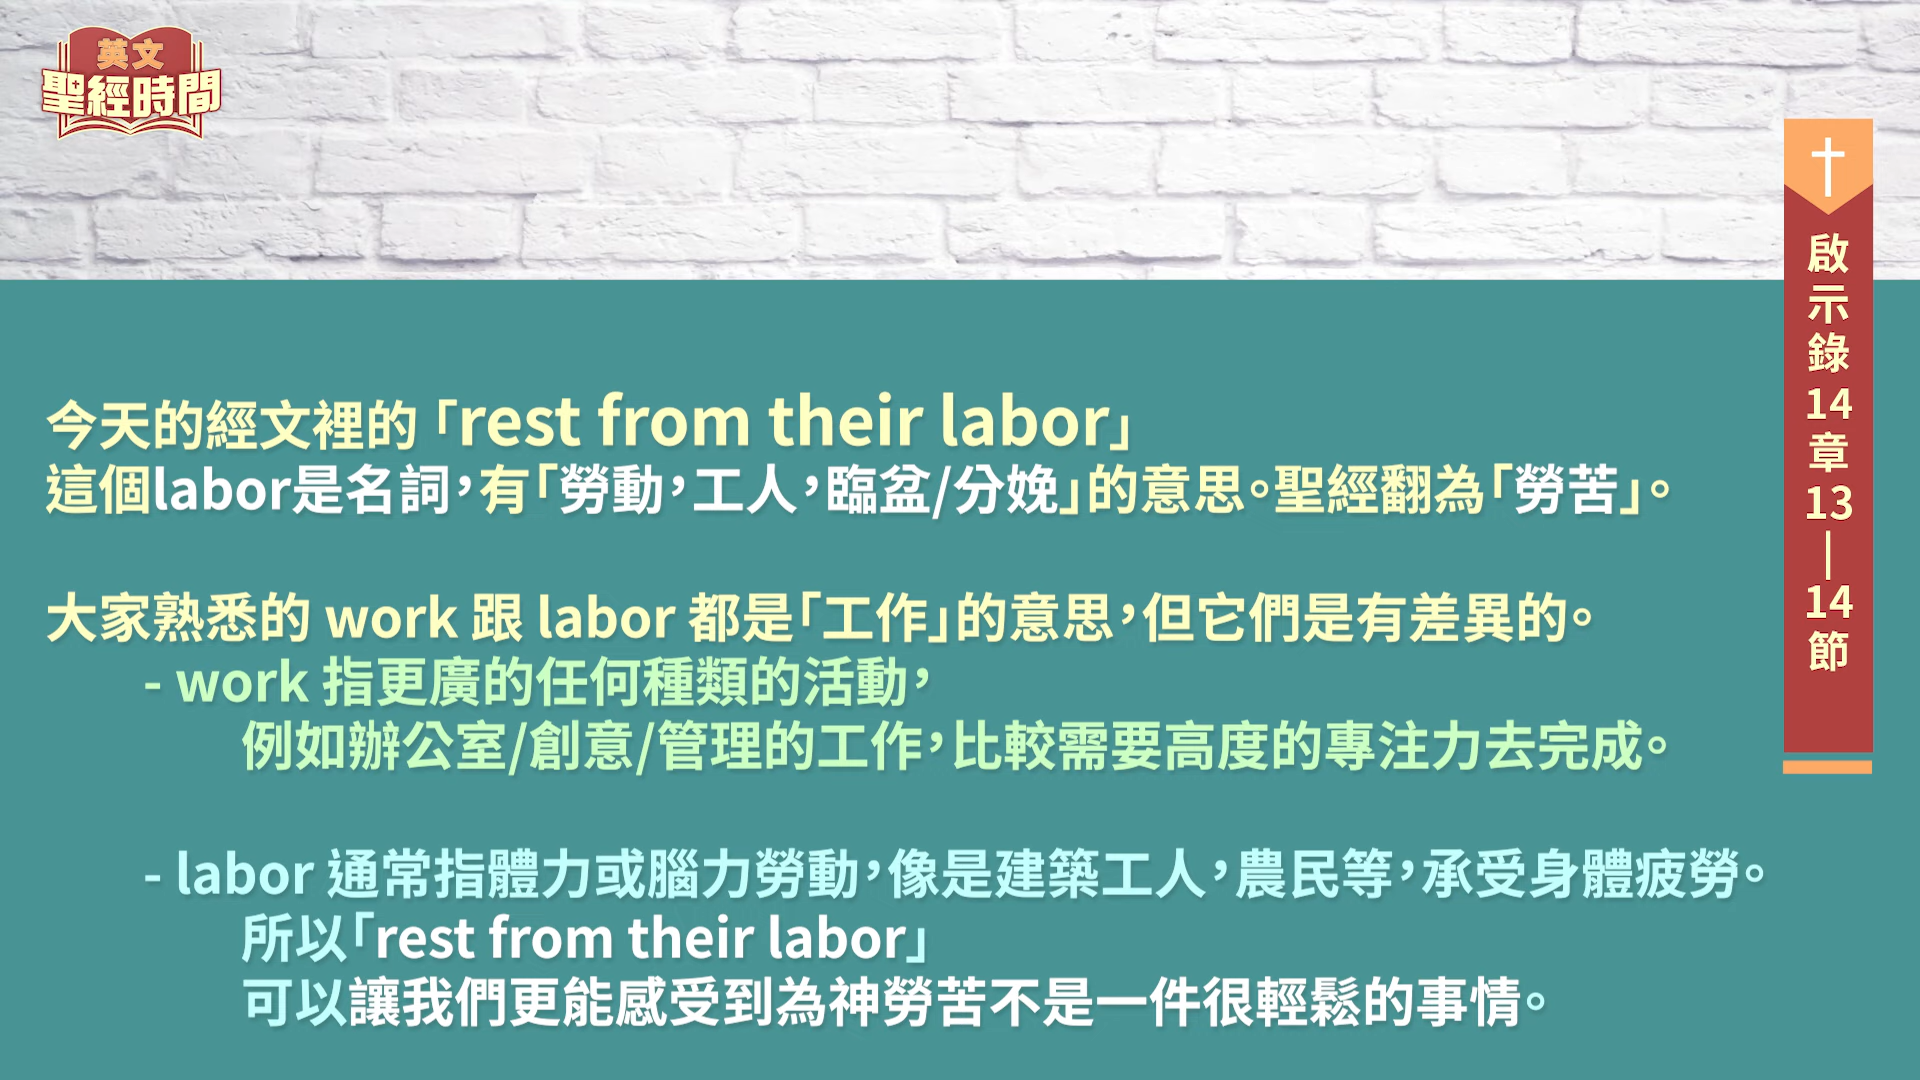 英文
聖經時間
今天的經文裡的「rest from their labor」
這個labor是名詞，有「勞動，工人，臨盆/分娩」的意思。聖經翻為「勞苦」。
大家熟悉的 work 跟 labor 都是「工作」的意思，但它們是有差異的。
- work 指更廣的任何種類的活動，
例如辦公室/創意/管理的工作，比較需要高度的專注力去完成。
- labor 通常指體力或腦力勞動，像是建築工人，農民等，承受身體疲勞。
所以「rest from their labor」
可以讓我們更能感受到為神勞苦不是一件很輕鬆的事情。
啟示錄14章13—14節